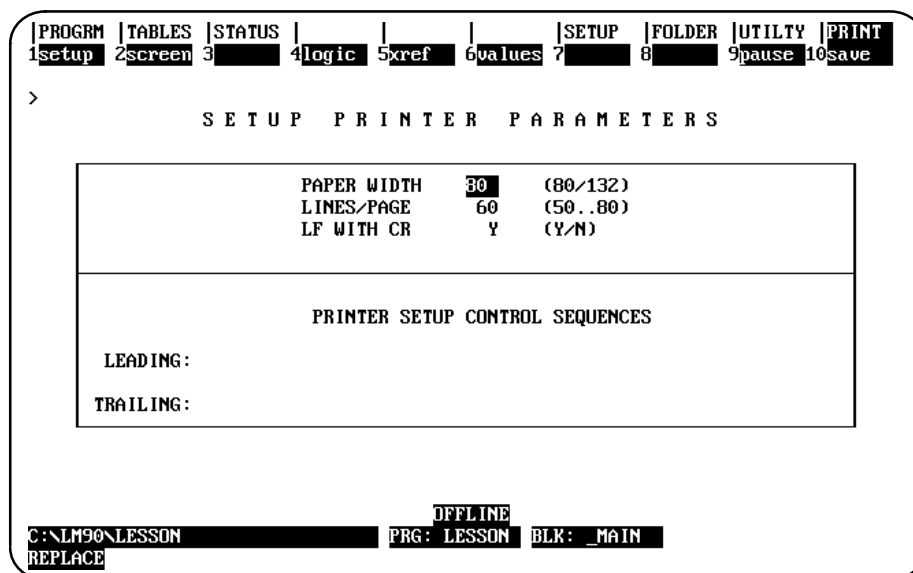 |PROGRM |TABLES |STATUS | | | |SETUP |FOLDER |UTILTY |PRINT
1setup 2screen 3 4logic 5xref 6values 7 8 9pause 10save
>
S E T U P P R I N T E R P A R A M E T E R S
PAPER WIDTH 80 (80/132)
LINES/PAGE 60 (50..80)
LF WITH CR Y (Y/N)
PRINTER SETUP CONTROL SEQUENCES
LEADING:
TRAILING:
OFFLINE
C:\LM90\LESSON PRG: LESSON BLK: _MAIN
REPLACE